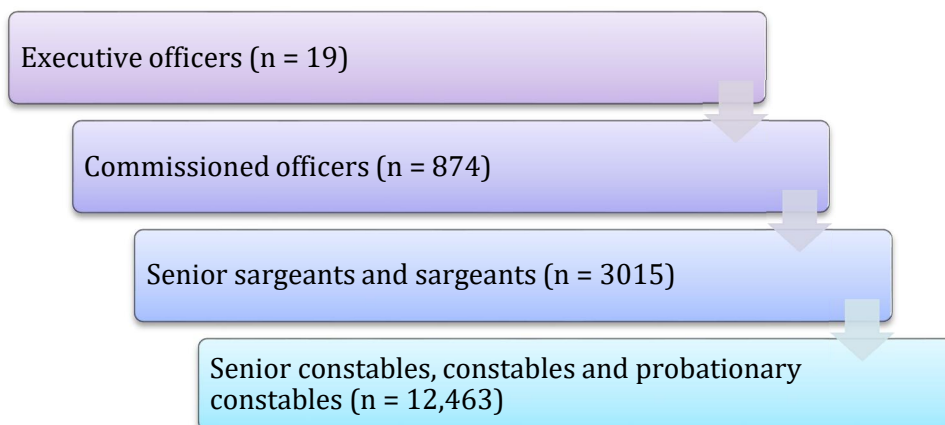 Executive officers (n = 19)
Commissioned officers (n = 874)
Senior sargeants and sargeants (n = 3015)
Senior constables, constables and probationary
constables (n = 12,463)